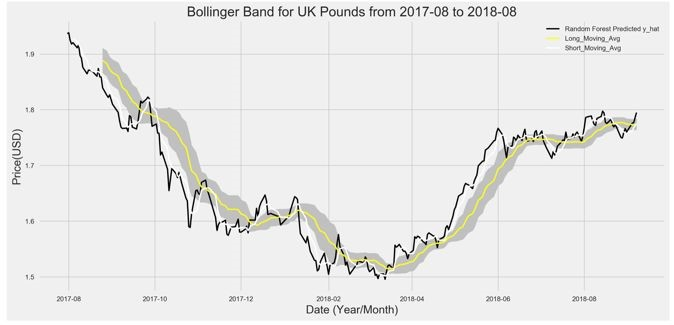 Bollinger Band for UK Pounds from 2017-08 to 2018-08
Random Forest Predicted y_hat
Long_Moving_Avg
Short_Moving_Avg
Price(USD)
1.9
1.8
1.7
1.6
1.5
2017-08 2017-10 2017-12 2018-02 2018-04 2018-06 2018-08
Date (Year/Month)